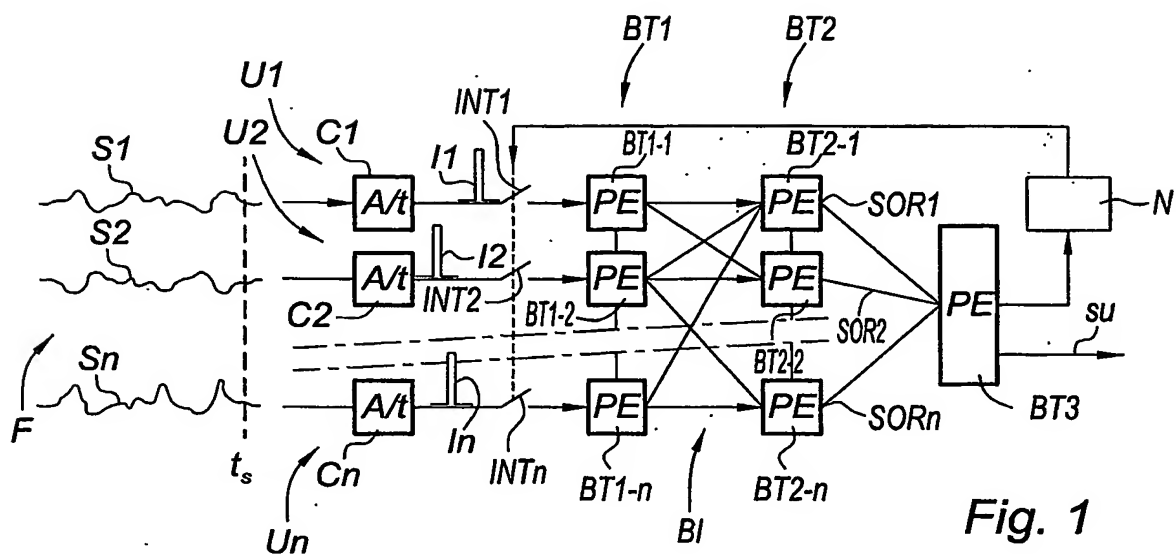 BT1
BT2
U1
INT1
U2
C1
S1
I1
BT1-1
BT2-1
A/t
PE
PE
SOR1
N
S2
I2
A/t
INT2
PE
PE
PE
C2
BT1-2
SOR2
su
Sn
BT2-2
A/t
In
PE
PE
SORn
BT3
F
ts
Cn
INTn
BT1-n
BT2-n
Un
BI
Fig. 1